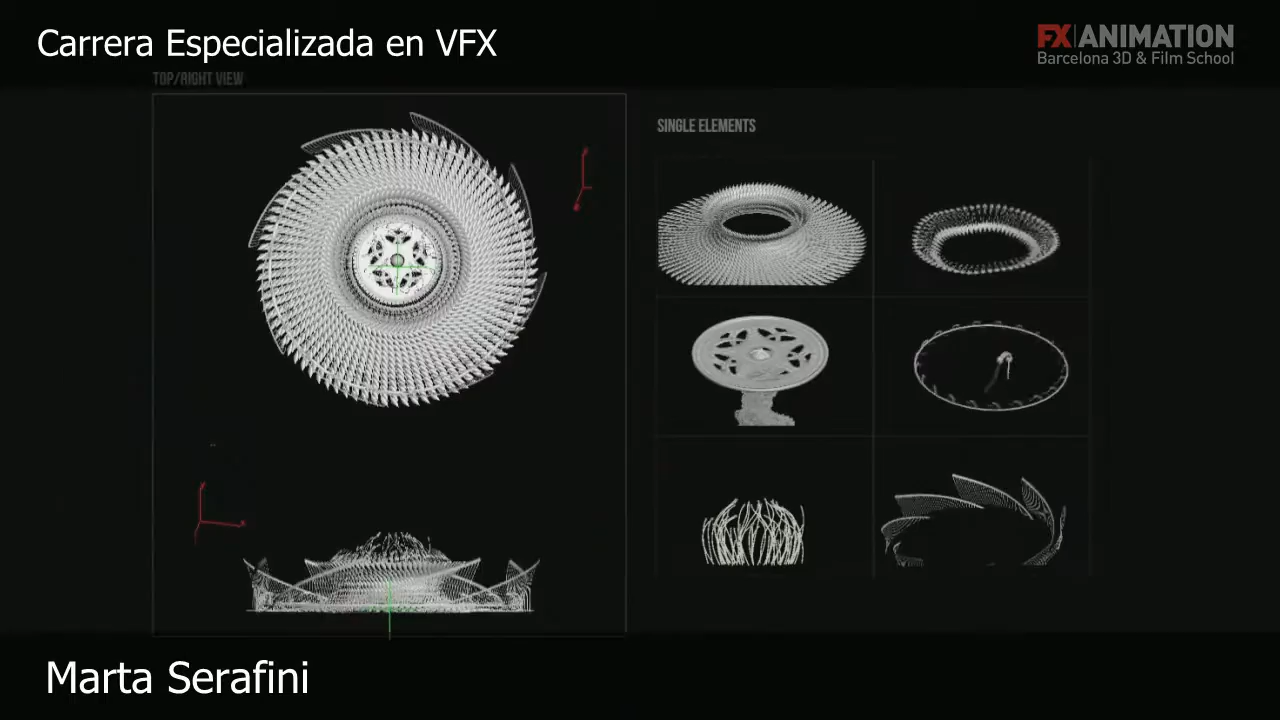 Carrera Especializada en VFX
FX ANIMATION
Barcelona 3D & Film School
TOP/RIGHT VIEW
SINGLE ELEMENTS
Marta Serafini